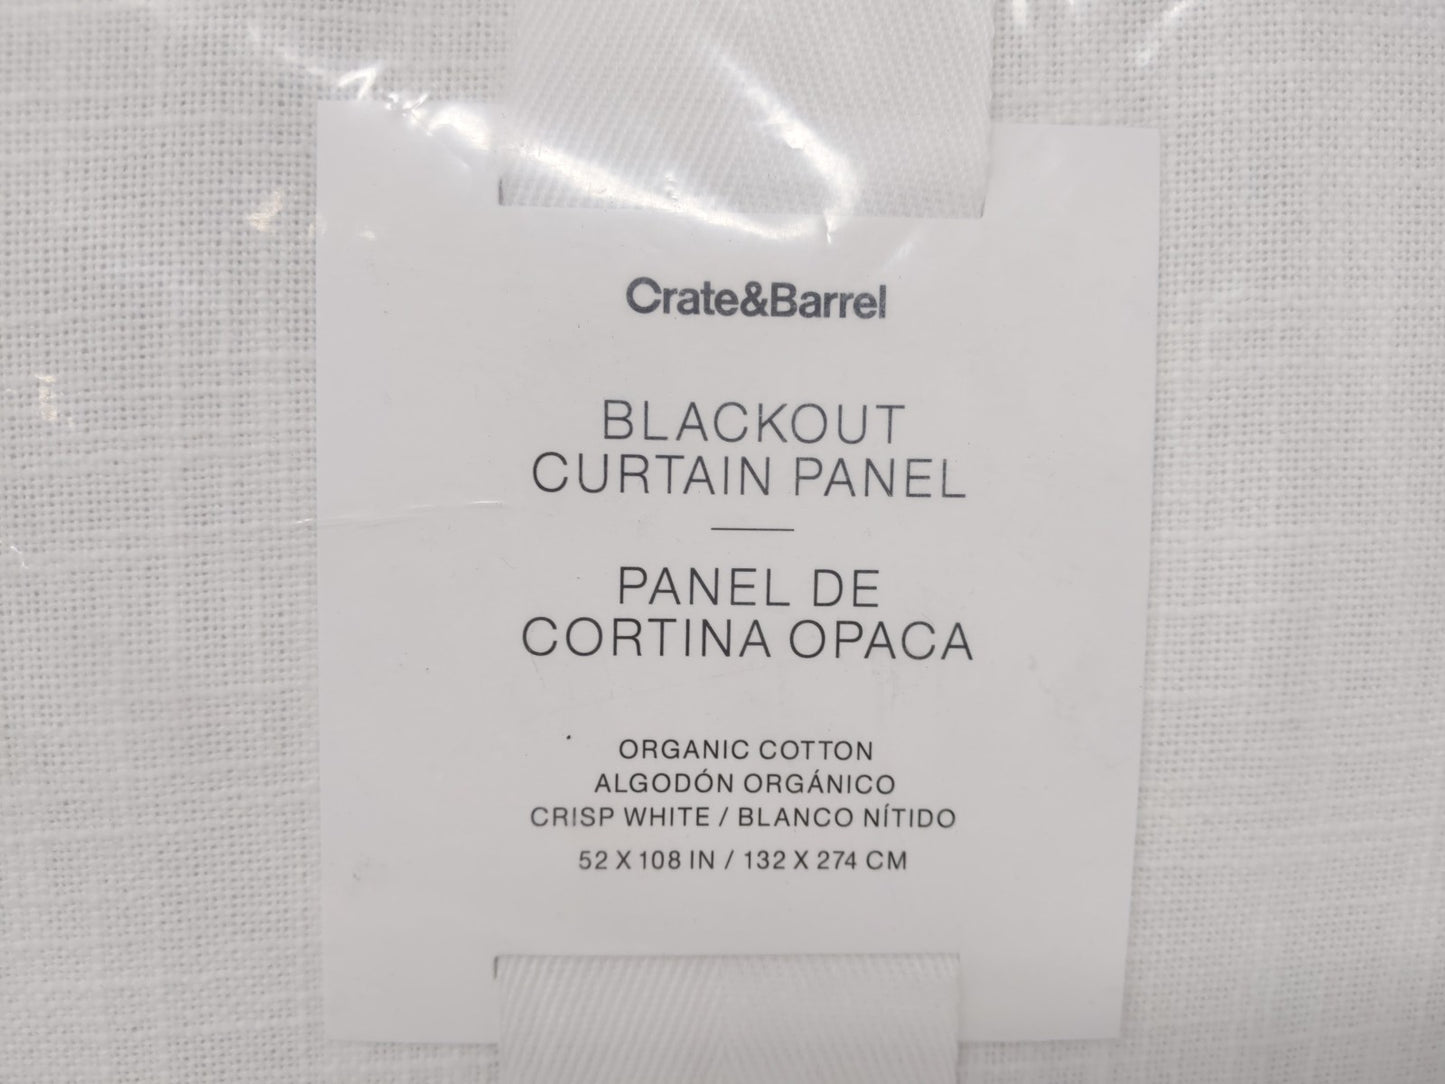 Crate&Barrel
BLACKOUT
CURTAIN PANEL
PANEL DE
CORTINA OPACA
ORGANIC COTTON
ALGODÓN ORGÁNICO
CRISP WHITE / BLANCO NÍTIDO
52 X 108 IN / 132 X 274 CM